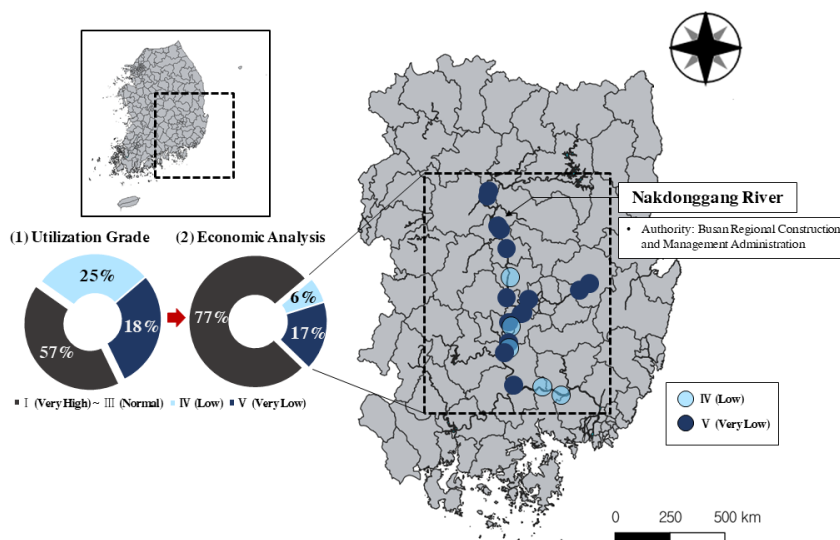 (1) Utilization Grade
(2) Economic Analysis
25%
18%
57%
6%
77%
17%
Ⅰ (Very High) ~ Ⅲ (Normal)
Ⅳ (Low)
Ⅴ (Very Low)
Nakdonggang River
• Authority: Busan Regional Construction
and Management Administration
Ⅳ (Low)
Ⅴ (Very Low)
0 250 500 km